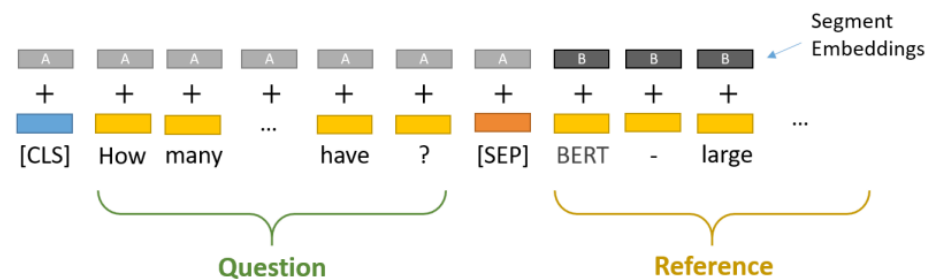 Segment
Embeddings
A A A A A A A B B B
+ + + + + + + + + +
... ...
[CLS] How many have ? [SEP] BERT - large
Question Reference